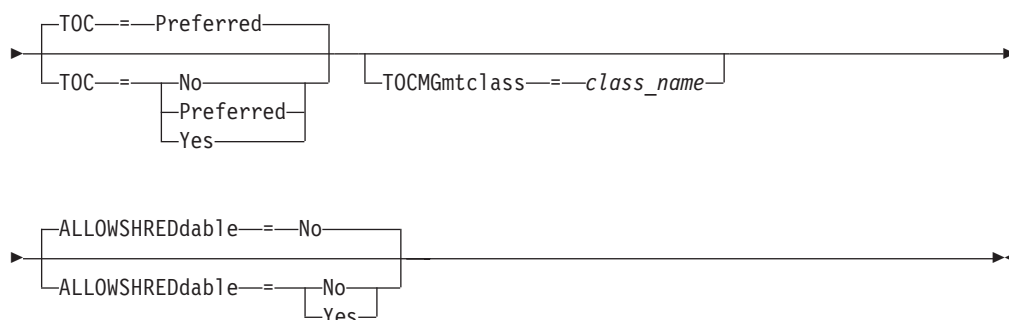 TOC = Preferred
TOC = No TOCMGmtclass = class_name
Preferred
Yes
ALLOWSHREDdable = No
ALLOWSHREDdable = No
Yes